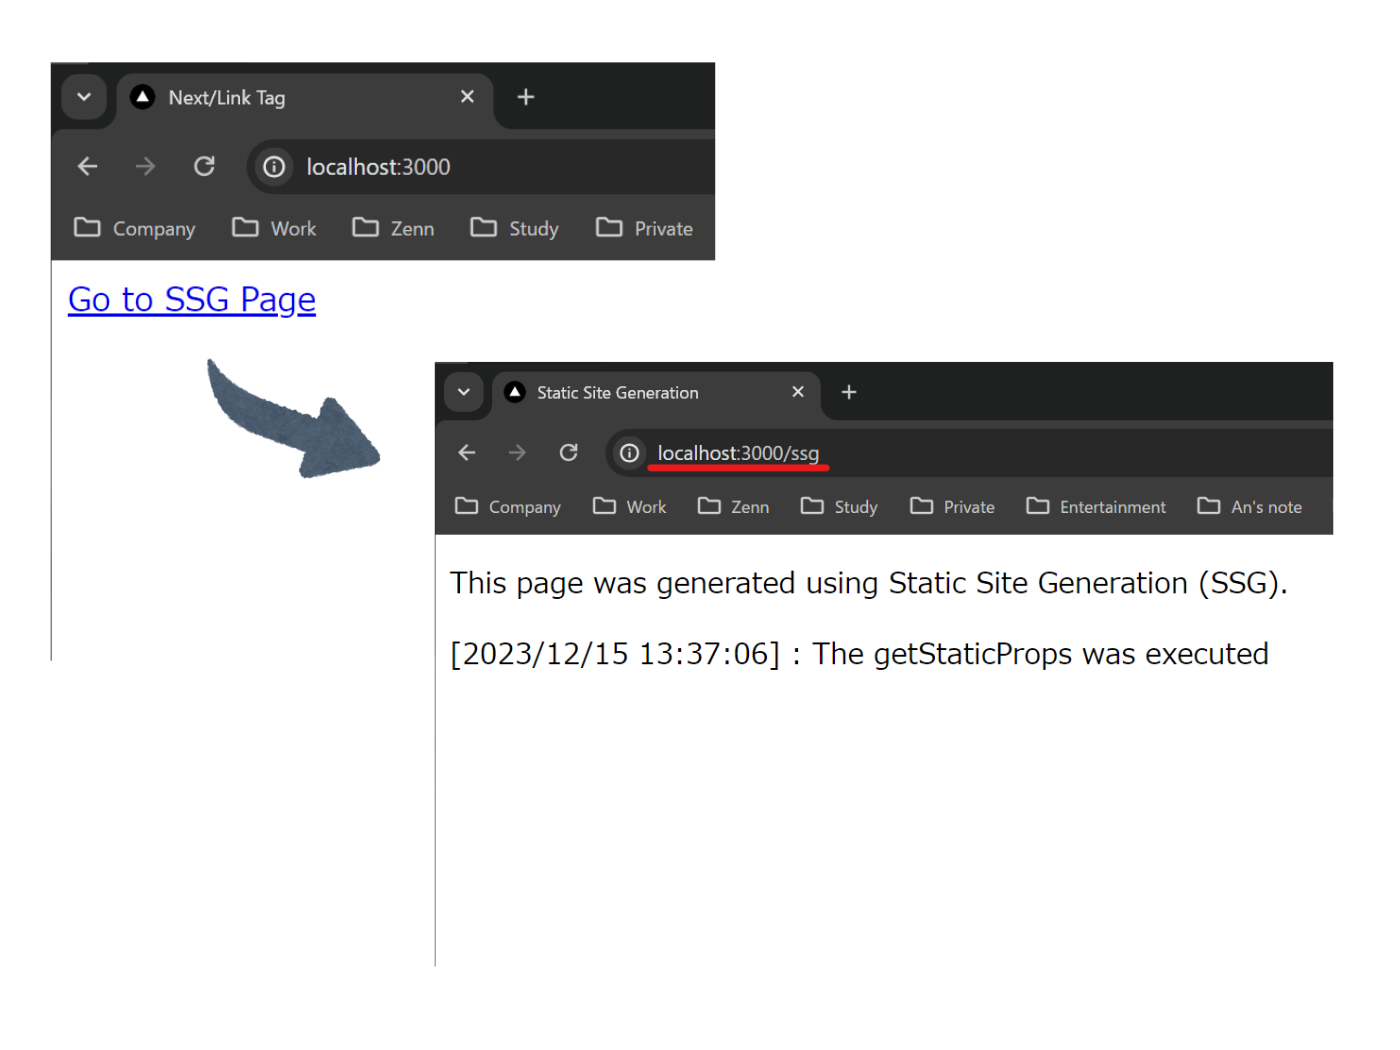 Next/Link Tag
localhost:3000
Company Work Zenn Study Private
Go to SSG Page
Static Site Generation
localhost:3000/ssg
Company Work Zenn Study Private Entertainment An's note
This page was generated using Static Site Generation (SSG).
[2023/12/15 13:37:06] : The getStaticProps was executed